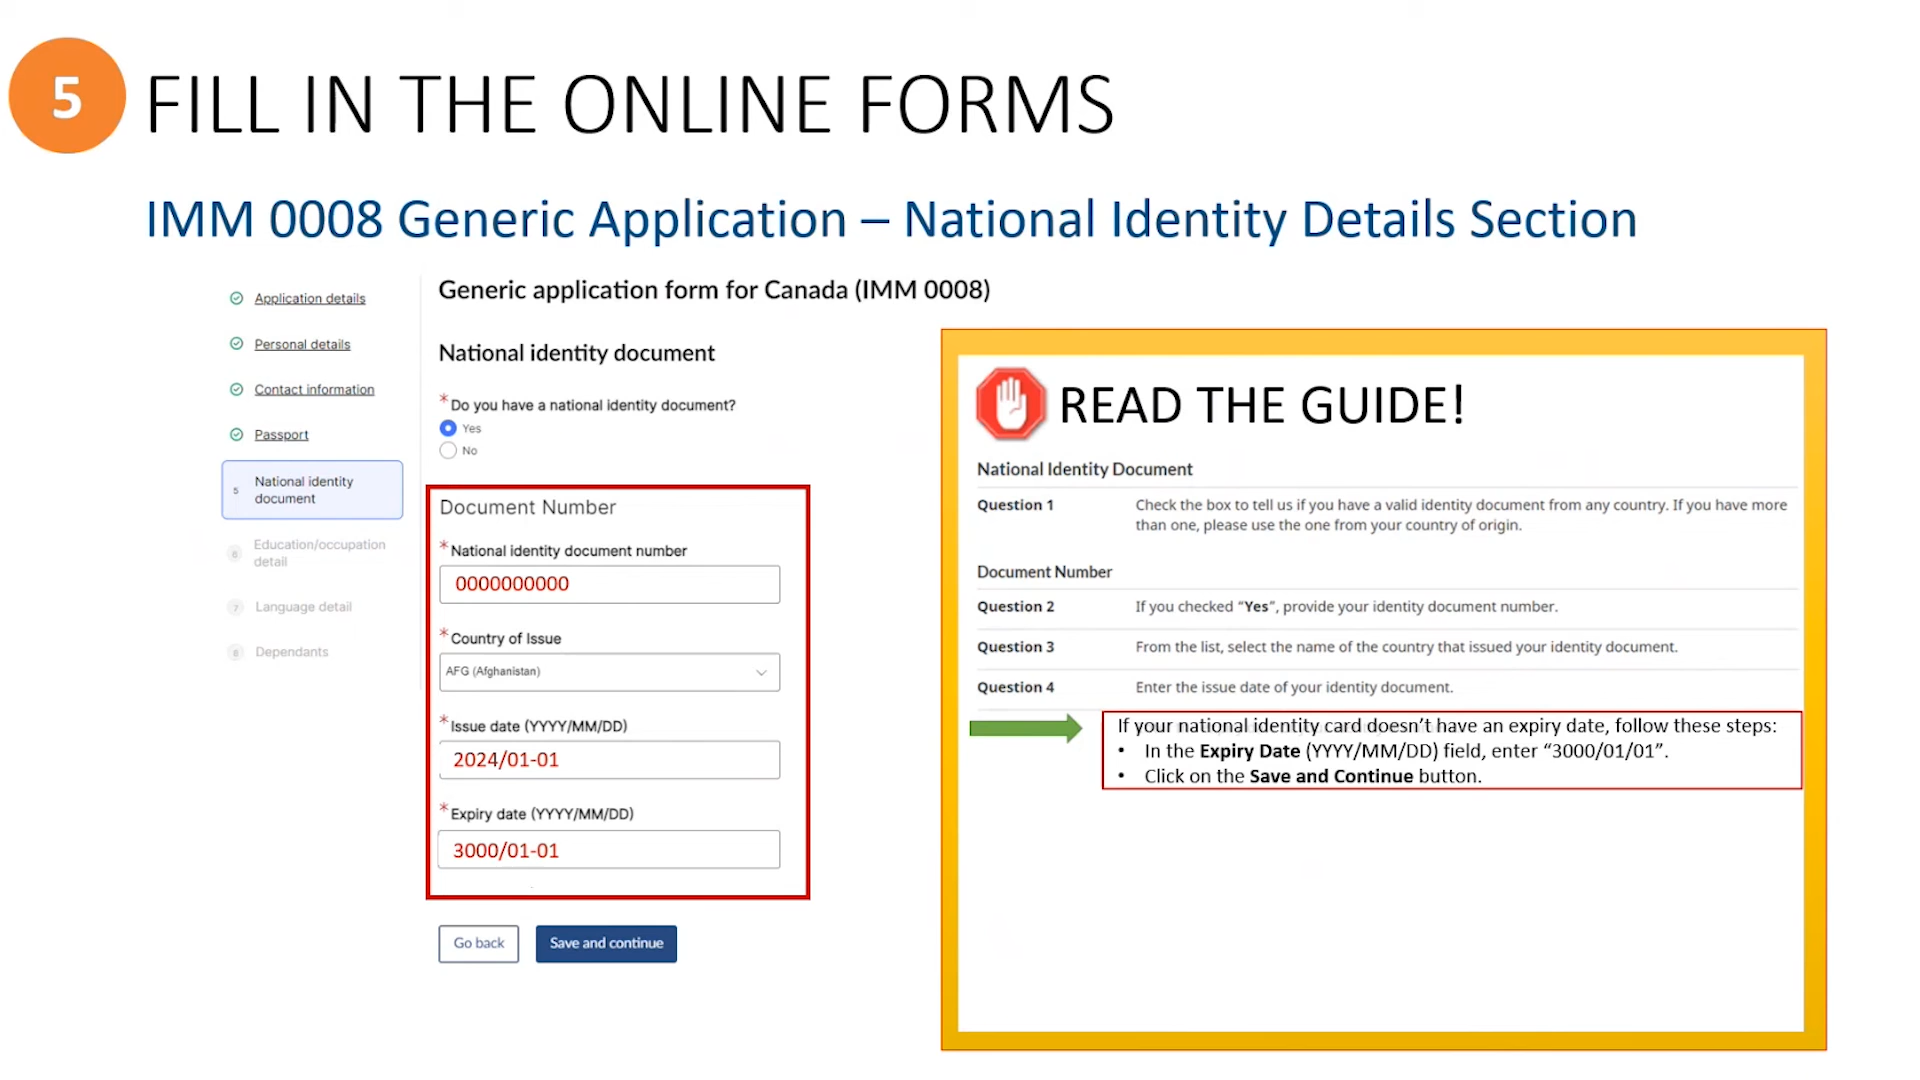 5
FILL IN THE ONLINE FORMS
IMM 0008 Generic Application – National Identity Details Section
Application details
Personal details
Contact information
Passport
5
National identity
document
6
Education/occupation
detail
7
Language detail
8
Dependants
Generic application form for Canada (IMM 0008)
National identity document
* Do you have a national identity document?
Yes
No
Document Number
* National identity document number
0000000000
* Country of Issue
AFG (Afghanistan)
* Issue date (YYYY/MM/DD)
2024/01-01
* Expiry date (YYYY/MM/DD)
3000/01-01
Go back
Save and continue
READ THE GUIDE!
National Identity Document
Question 1
Check the box to tell us if you have a valid identity document from any country. If you have more
than one, please use the one from your country of origin.
Document Number
Question 2
If you checked “Yes”, provide your identity document number.
Question 3
From the list, select the name of the country that issued your identity document.
Question 4
Enter the issue date of your identity document.
If your national identity card doesn’t have an expiry date, follow these steps:
• In the Expiry Date (YYYY/MM/DD) field, enter “3000/01/01”.
• Click on the Save and Continue button.